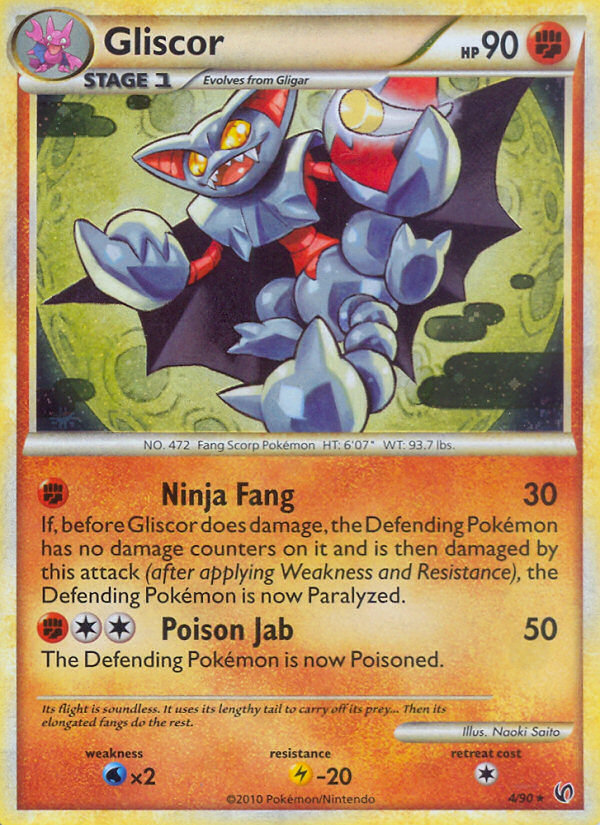 Gliscor
HP 90
STAGE 1
Evolves from Gligar
NO. 472 Fang Scorp Pokémon HT: 6'07" WT: 93.7 lbs.
Ninja Fang 30
If, before Gliscor does damage, the Defending Pokémon
has no damage counters on it and is then damaged by
this attack (after applying Weakness and Resistance), the
Defending Pokémon is now Paralyzed.
Poison Jab 50
The Defending Pokémon is now Poisoned.
Its flight is soundless. It uses its lengthy tail to carry off its prey... Then its
elongated fangs do the rest.
Illus. Naoki Saito
weakness resistance retreat cost
×2 -20
©2010 Pokémon/Nintendo 4/90 ★